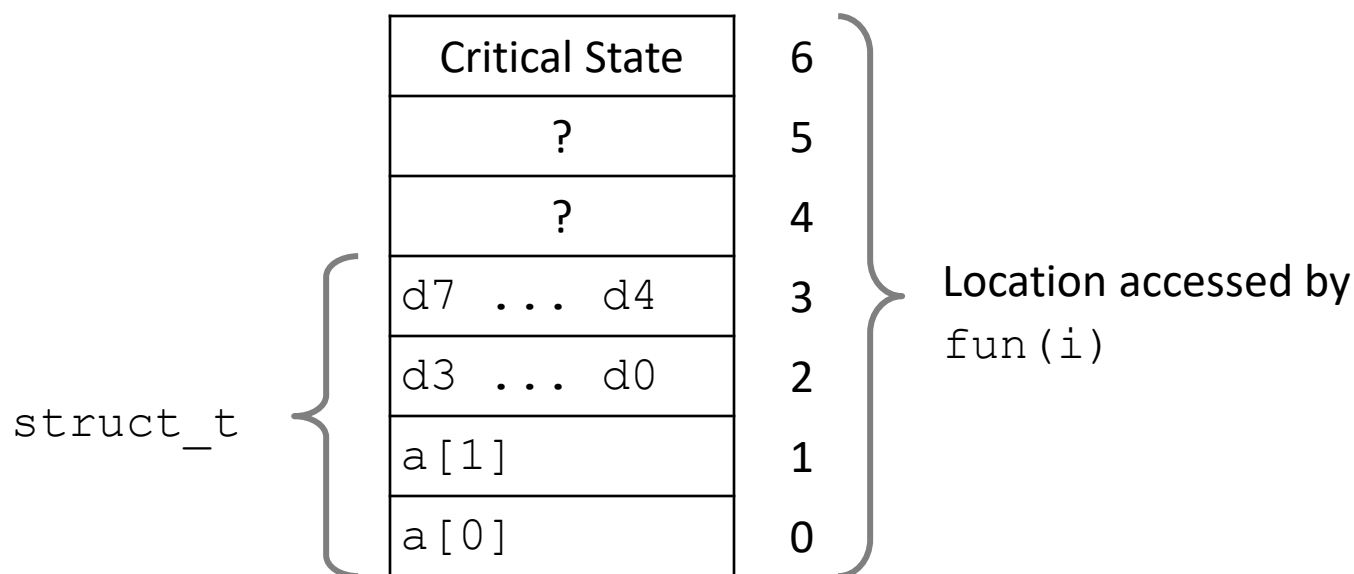 Critical State 6
? 5
? 4
d7 ... d4 3
d3 ... d0 2
a[1] 1
a[0] 0
struct_t
Location accessed by
fun(i)